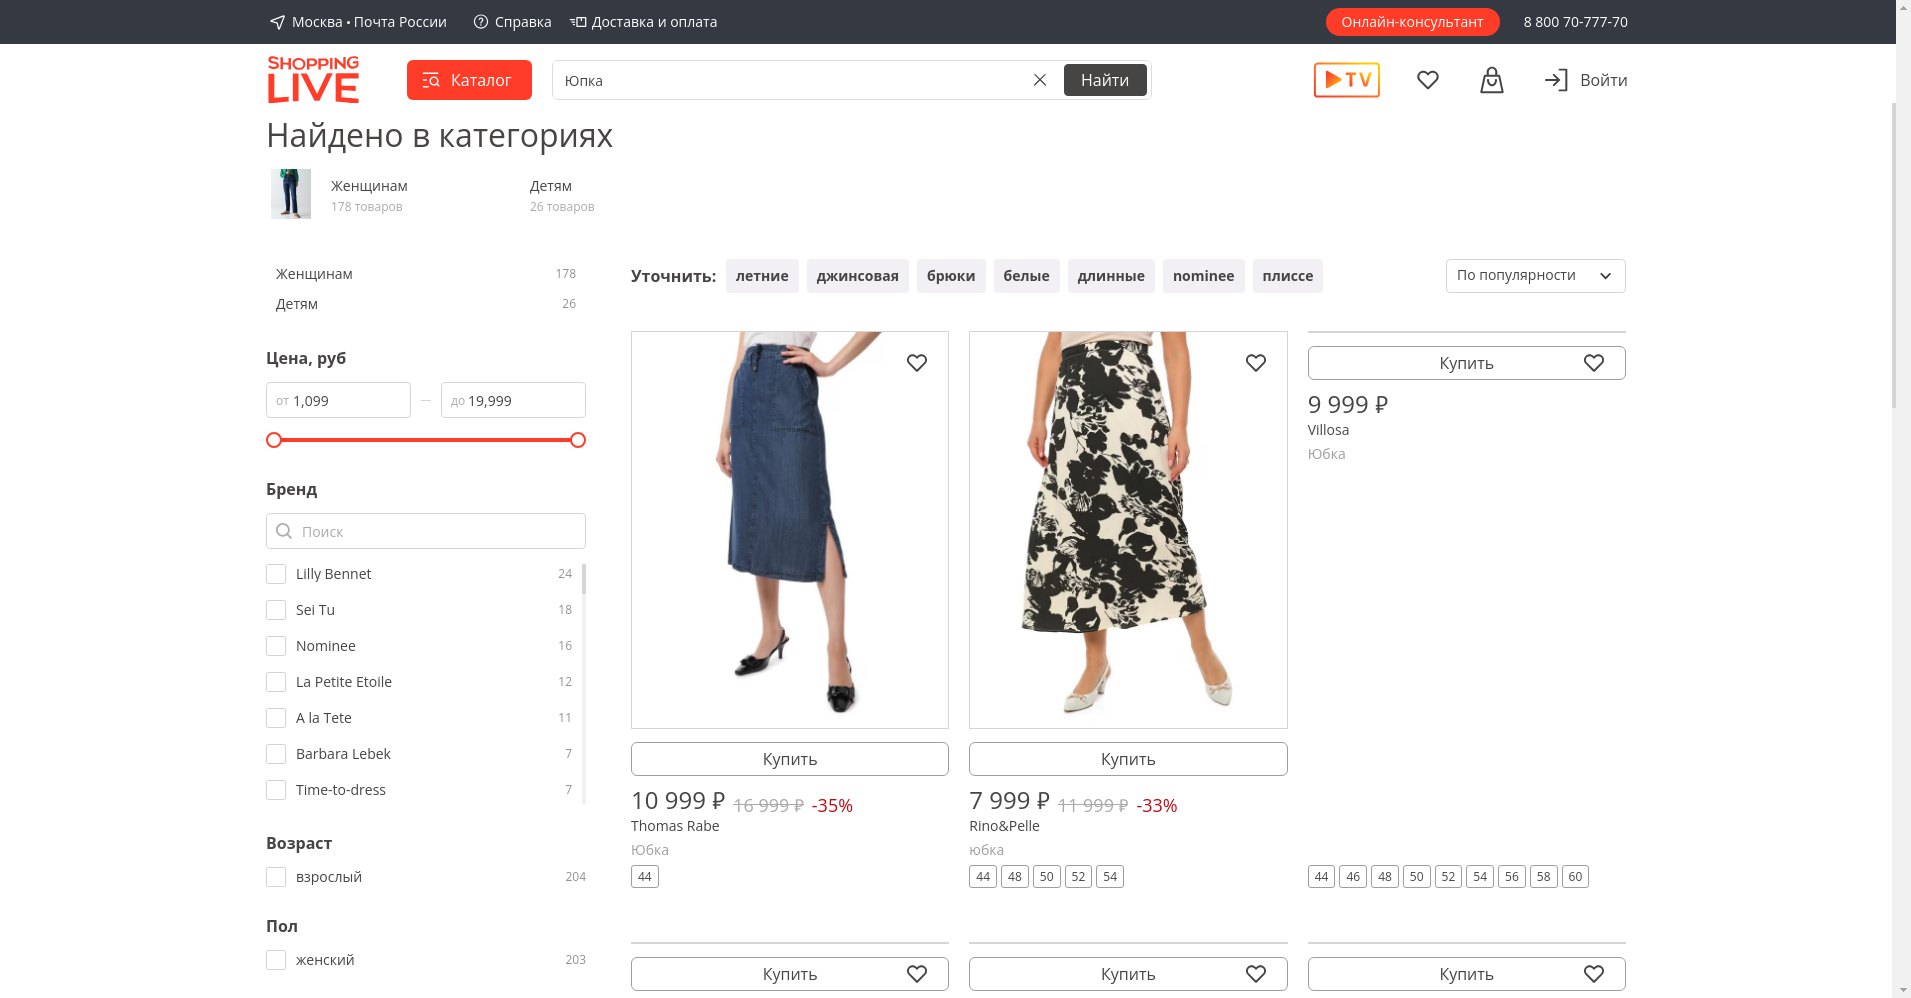 Москва • Почта России
Справка
Доставка и оплата
Онлайн-консультант
8 800 70-777-70
SHOPPING
LIVE
Каталог
Юпка
Найти
TV
Войти
Найдено в категориях
Женщинам
178 товаров
Детям
26 товаров
Женщинам 178
Детям 26
Цена, руб
от 1,099 — до 19,999
Бренд
Поиск
Lilly Bennet 24
Sei Tu 18
Nominee 16
La Petite Etoile 12
A la Tete 11
Barbara Lebek 7
Time-to-dress 7
Возраст
взрослый 204
Пол
женский 203
Уточнить: летние джинсовая брюки белые длинные nominee плиссе
По популярности
Купить
10 999 ₽ 16 999 ₽ -35%
Thomas Rabe
Юбка
44
Купить
7 999 ₽ 11 999 ₽ -33%
Rino&Pelle
юбка
44 48 50 52 54
Купить
9 999 ₽
Villosa
Юбка
44 46 48 50 52 54 56 58 60
Купить
Купить
Купить